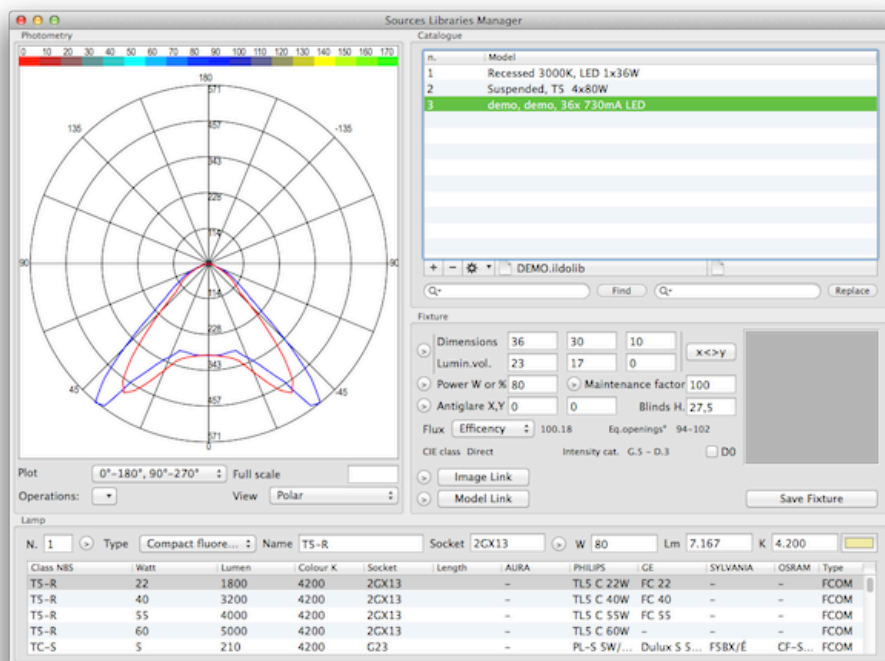 Sources Libraries Manager
Photometry
0 10 20 30 40 50 60 70 80 90 100 110 120 130 140 150 160 170
180
571
135
-135
457
343
228
114
90
90
114
228
343
45
-45
457
571
0
Plot 0°-180°, 90°-270° Full scale
Operations: View Polar
Catalogue
n. Model
1 Recessed 3000K, LED 1x36W
2 Suspended, T5 4x80W
3 demo, demo, 36x 730mA LED
+ - DEMO.ildolib
Find Replace
Fixture
Dimensions 36 30 10
x<>y
Lumin.vol. 23 17 0
> Power W or % 80 > Maintenance factor 100
> Antiglare X,Y 0 0 Blinds H. 27,5
Flux Efficency 100.18 Eq.openings° 94-102
CIE class Direct Intensity cat. G.5 - D.3 D0
> Image Link
> Model Link Save Fixture
Lamp
N. 1 > Type Compact fluore... Name T5-R Socket 2GX13 > W 80 Lm 7.167 K 4.200
Class NBS Watt Lumen Colour K Socket Length AURA PHILIPS GE SYLVANIA OSRAM Type
T5-R 22 1800 4200 2GX13 - TL5 C 22W FC 22 - - FCOM
T5-R 40 3200 4200 2GX13 - TL5 C 40W FC 40 - - FCOM
T5-R 55 4000 4200 2GX13 - TL5 C 55W FC 55 - - FCOM
T5-R 60 5000 4200 2GX13 - TL5 C 60W - - - FCOM
TC-S 5 210 4200 G23 - PL-S 5W/... Dulux S 5... F5BX/É CF-S... FCOM